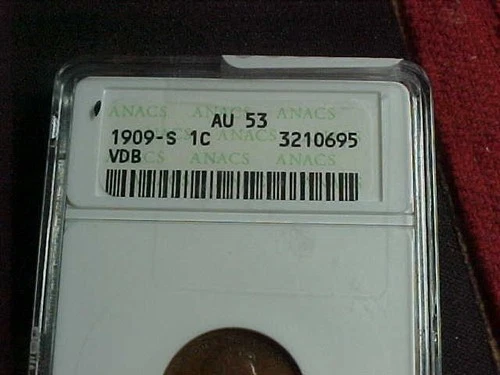 ANACS ANACS ANACS
AU 53
1909-S 1C 3210695
VDB
ANACS ANACS